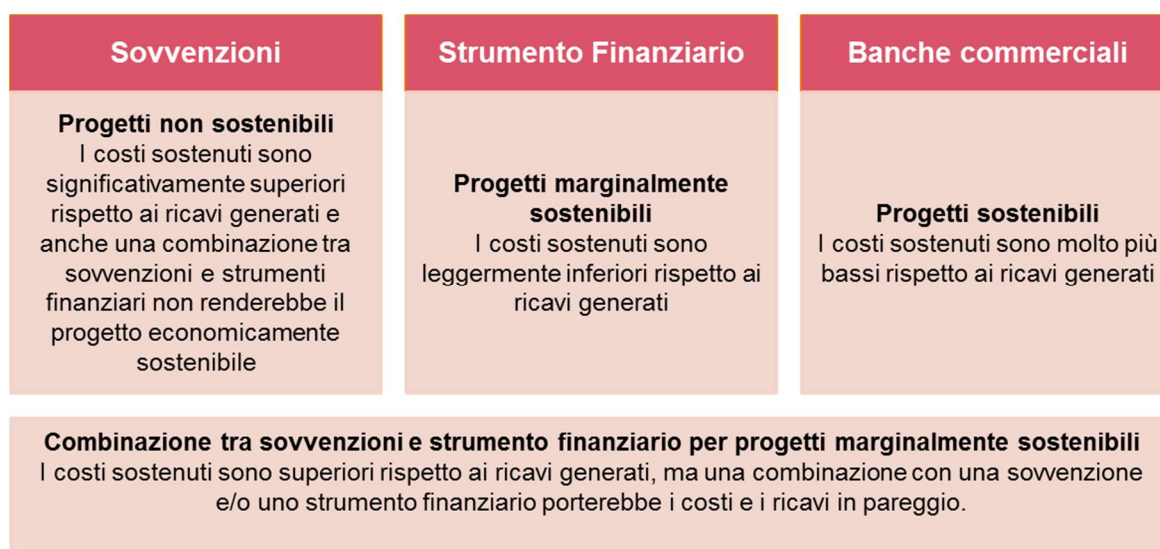 Sovvenzioni
Progetti non sostenibili
I costi sostenuti sono
significativamente superiori
rispetto ai ricavi generati e
anche una combinazione tra
sovvenzioni e strumenti
finanziari non renderebbe il
progetto economicamente
sostenibile
Strumento Finanziario
Progetti marginalmente
sostenibili
I costi sostenuti sono
leggermente inferiori rispetto ai
ricavi generati
Banche commerciali
Progetti sostenibili
I costi sostenuti sono molto più
bassi rispetto ai ricavi generati
Combinazione tra sovvenzioni e strumento finanziario per progetti marginalmente sostenibili
I costi sostenuti sono superiori rispetto ai ricavi generati, ma una combinazione con una sovvenzione
e/o uno strumento finanziario porterebbe i costi e i ricavi in pareggio.